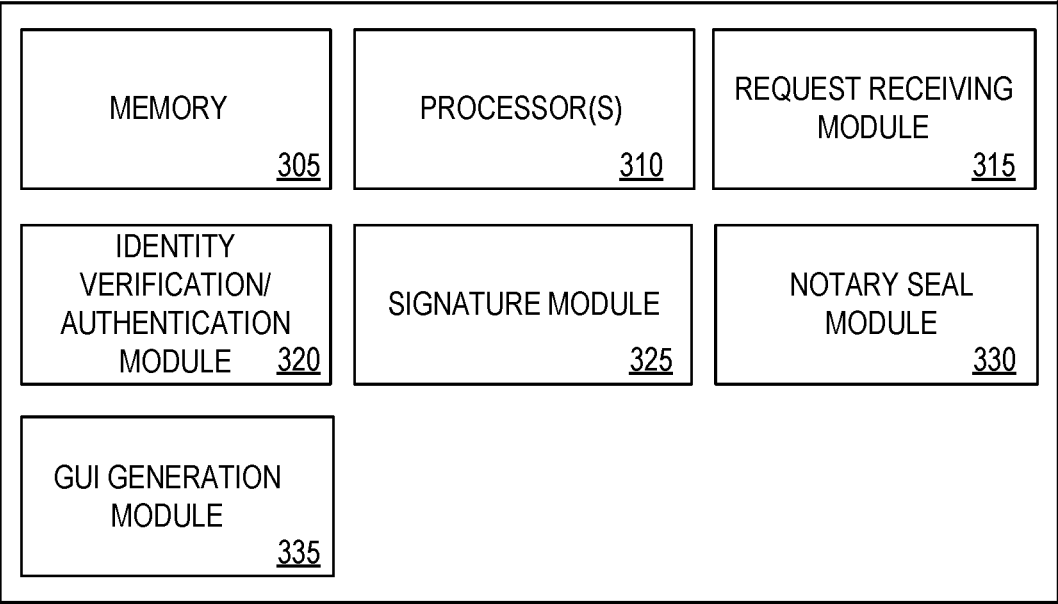 MEMORY
305
PROCESSOR(S)
310
REQUEST RECEIVING
MODULE
315
IDENTITY
VERIFICATION/
AUTHENTICATION
MODULE 320
SIGNATURE MODULE
325
NOTARY SEAL
MODULE
330
GUI GENERATION
MODULE
335